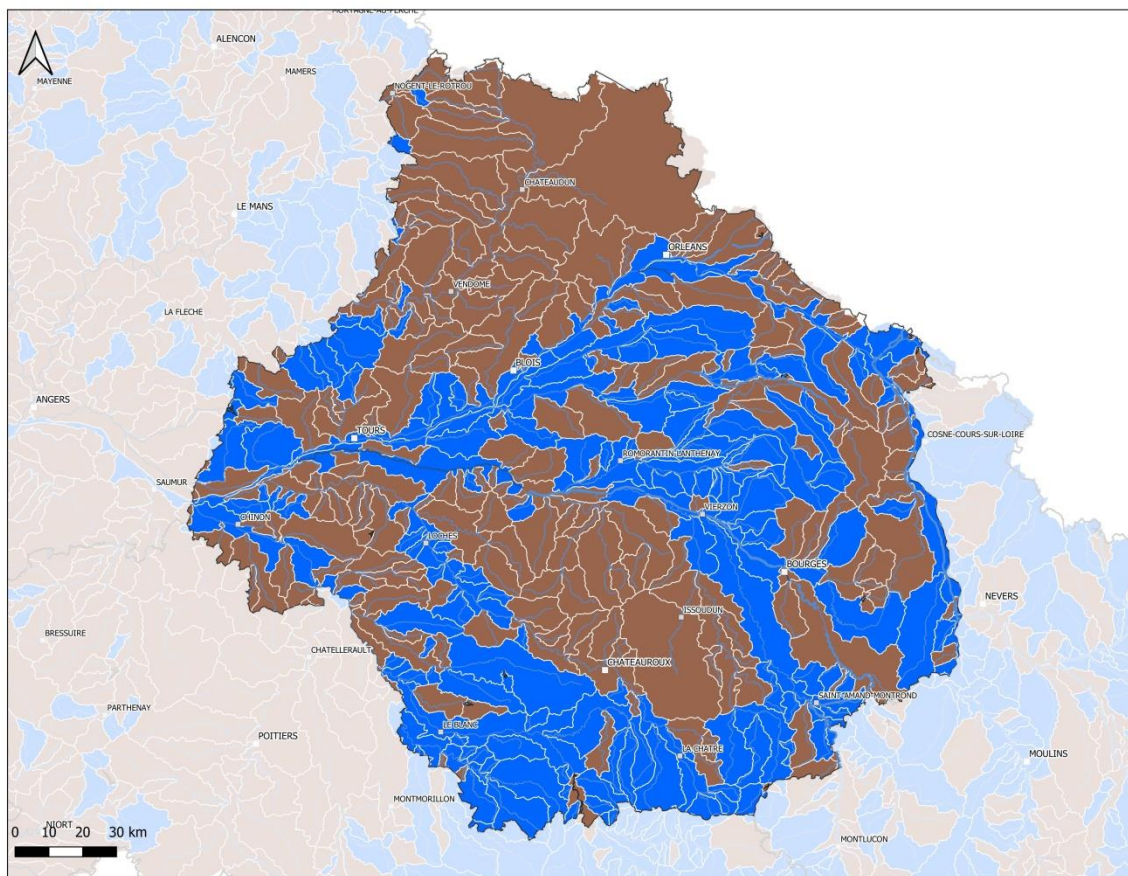 MORTAGNE-AU-PERCHE
ALENCON
MAMERS
MAYENNE
NOGENT-LE-ROTROU
CHATEAUDUN
LE MANS
ORLEANS
VENDOME
LA FLECHE
BLOIS
ANGERS
TOURS
COSNE-COURS-SUR-LOIRE
ROMORANTIN-LANTHENAY
SAUMUR
VIERZON
CHINON
LOCHES
BOURGES
NEVERS
ISSOUDUN
BRESSUIRE
CHATELLERAULT
CHATEAUROUX
SAINT-AMAND-MONTROND
PARTHENAY
LE BLANC
POITIERS
LA CHATRE
MOULINS
MONTMORILLON
NIORT
MONTLUCON
0 10 20 30 km